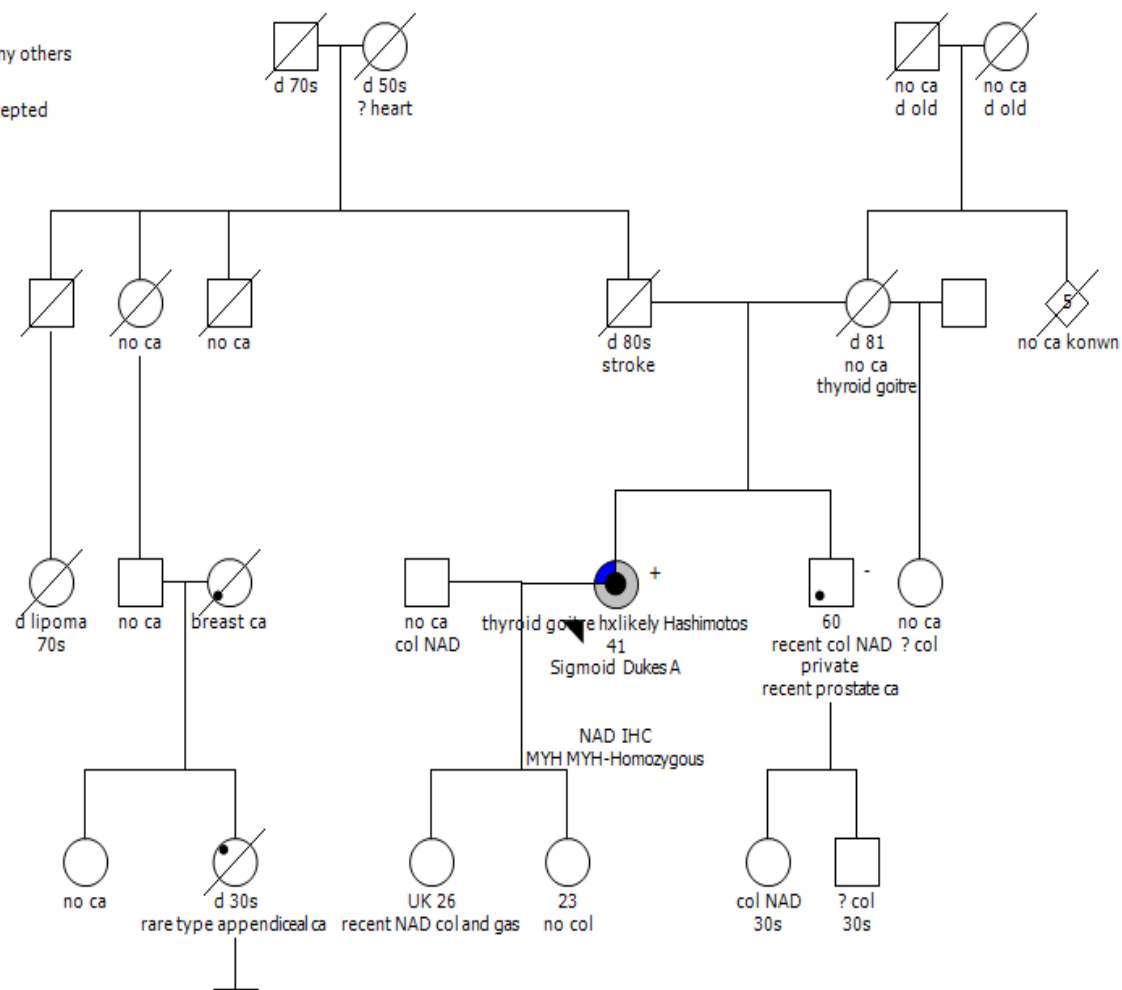 ny others
epted
d 70s
d 50s
? heart
no ca
d old
no ca
d old
5
no ca
no ca
d 80s
stroke
d 81
no ca
thyroid goitre
no ca konwn
+
-
d lipoma
70s
no ca
breast ca
no ca
col NAD
thyroid goitre hxlikely Hashimotos
41
Sigmoid Dukes A
60
recent col NAD
private
recent prostate ca
no ca
? col
NAD IHC
MYH MYH-Homozygous
no ca
d 30s
rare type appendiceal ca
UK 26
recent NAD col and gas
23
no col
col NAD
30s
? col
30s